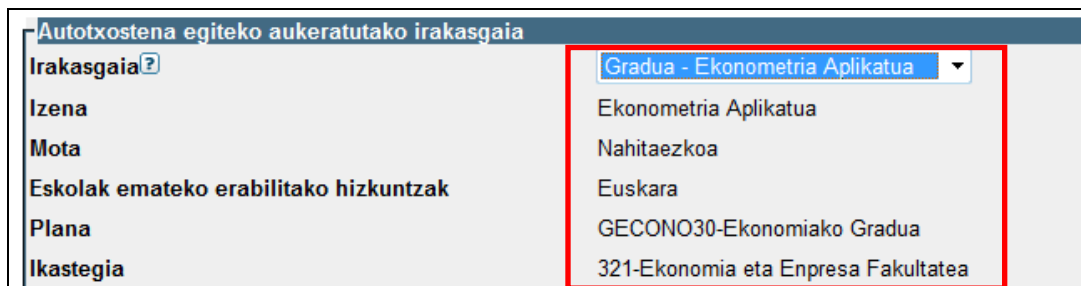 Autotxostena egiteko aukeratutako irakasgaia
Irakasgaia? Gradua - Ekonometria Aplikatua
Izena Ekonometria Aplikatua
Mota Nahitaezkoa
Eskolak emateko erabilitako hizkuntzak Euskara
Plana GECONO30-Ekonomiako Gradua
Ikastegia 321-Ekonomia eta Enpresa Fakultatea